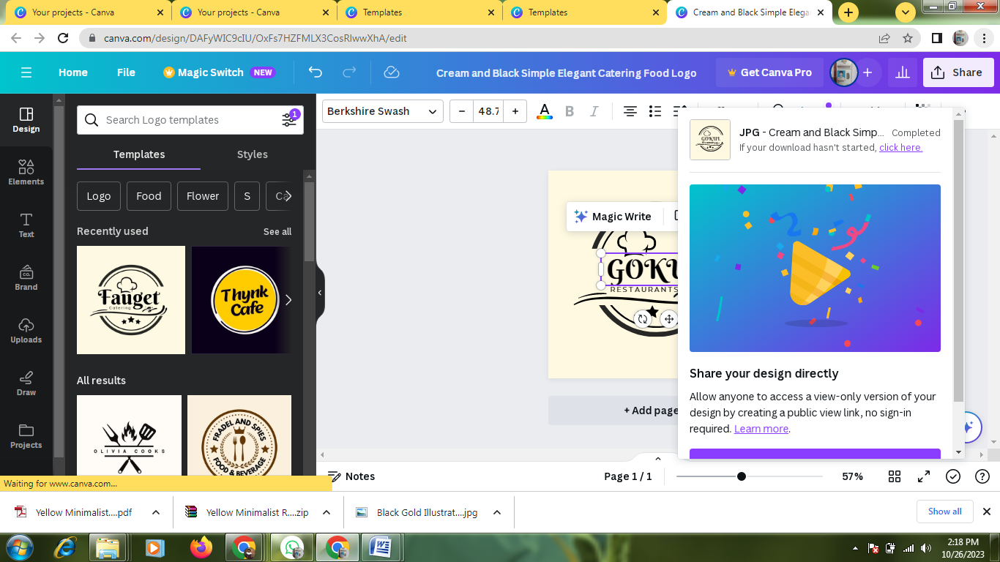 Your projects - Canva
Your projects - Canva
Templates
Templates
Cream and Black Simple Elega
canva.com/design/DAFyWIC9cIU/OxFs7HZFMLX3CosRlwwXhA/edit
Home
File
Magic Switch NEW
Cream and Black Simple Elegant Catering Food Logo
Get Canva Pro
Share
Design
Elements
Text
Brand
Uploads
Draw
Projects
Search Logo templates
1
Templates
Styles
Logo
Food
Flower
S
Recently used
See all
Fauget
Catering
Thynk
Cafe
All results
OLIVIA COOKS
FRADEL AND SPIES
FOOD & BEVERAGE
Berkshire Swash
– 48.7 +
A
B
I
Magic Write
RESTAURANTS
+ Add page
JPG - Cream and Black Simp...
Completed
If your download hasn't started, click here.
GOKUL
Share your design directly
Allow anyone to access a view-only version of your
design by creating a public view link, no sign-in
required. Learn more.
Notes
Page 1 / 1
57%
Waiting for www.canva.com...
Yellow Minimalist....pdf
Yellow Minimalist R....zip
Black Gold Illustrat....jpg
Show all
2:18 PM
10/26/2023